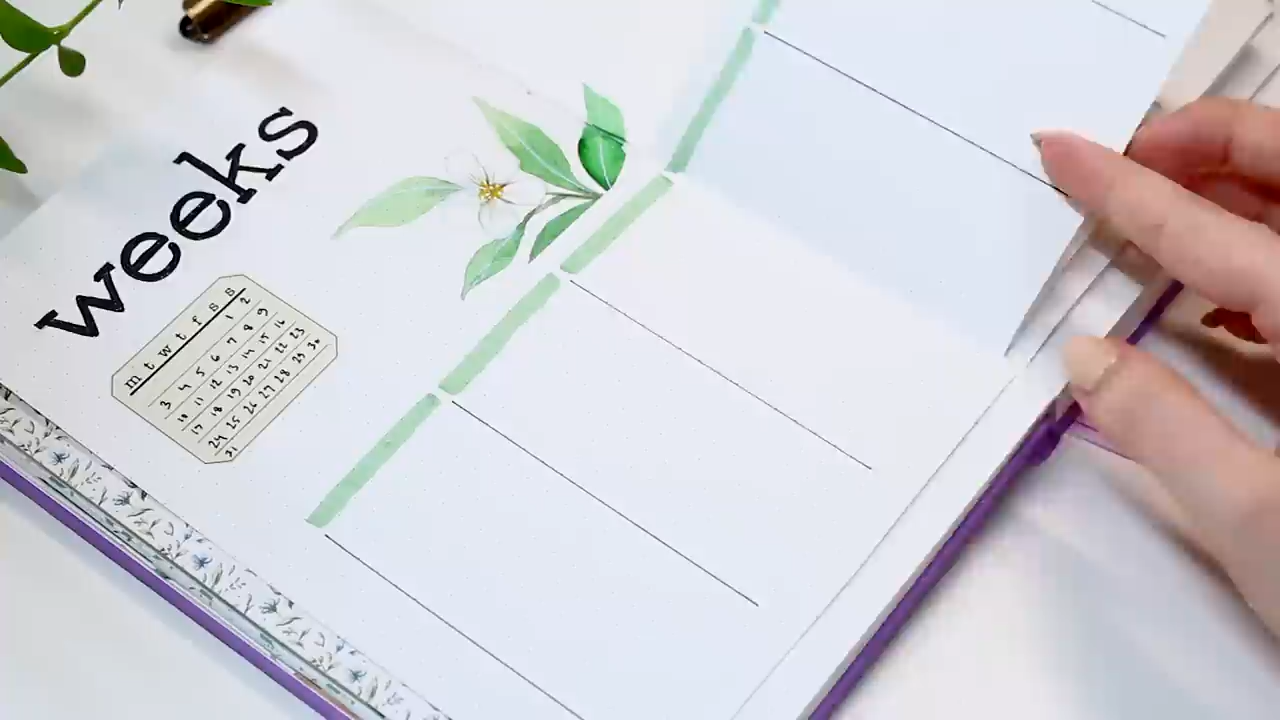 weeks
m t w t f s s
1 2
3 4 5 6 7 8 9
10 11 12 13 14 15 16
17 18 19 20 21 22 23
24 25 26 27 28 29 30
31